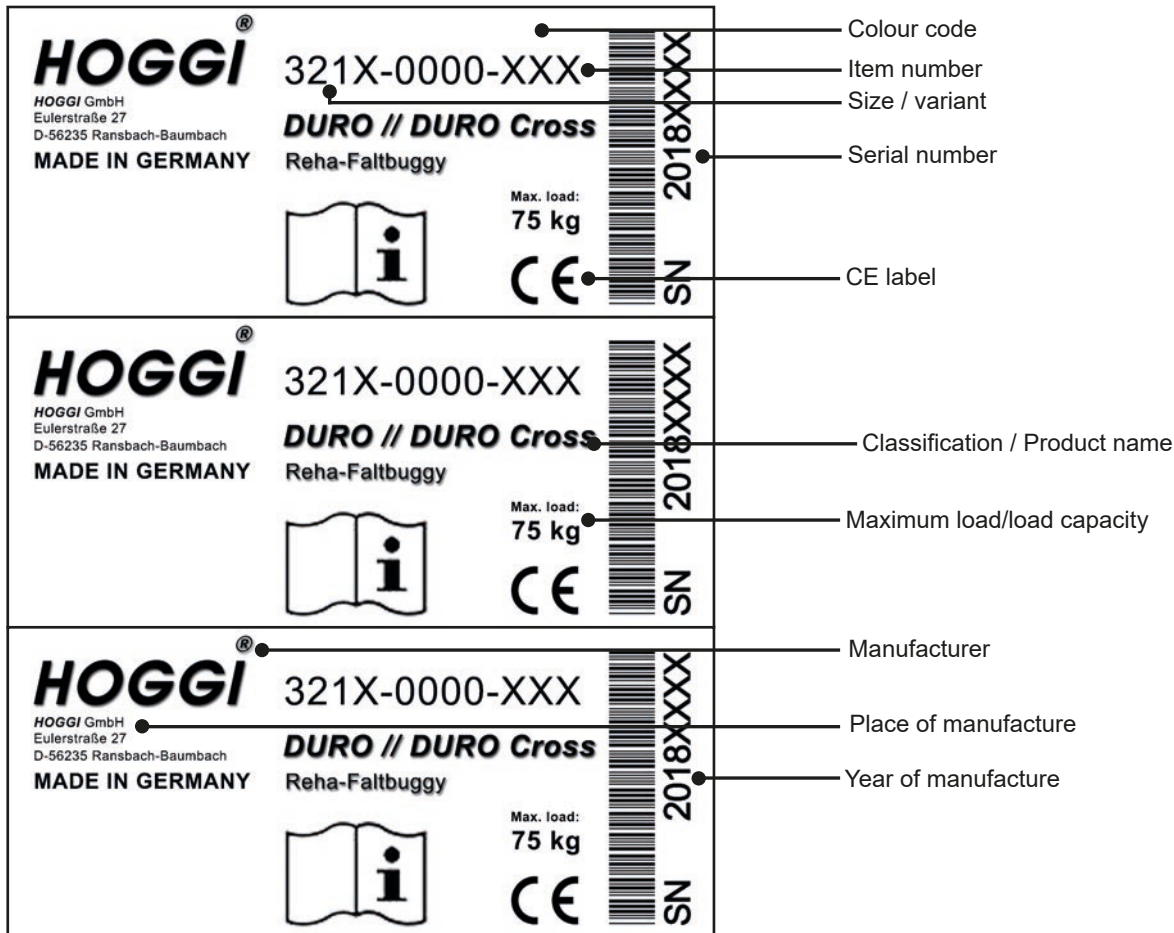 HOGGI®
HOGGI GmbH
Eulerstraße 27
D-56235 Ransbach-Baumbach
MADE IN GERMANY
321X-0000-XXX
DURO // DURO Cross
Reha-Faltbuggy
Max. load:
75 kg
CE
SN 2018XXXX
Colour code
Item number
Size / variant
Serial number
CE label
HOGGI®
HOGGI GmbH
Eulerstraße 27
D-56235 Ransbach-Baumbach
MADE IN GERMANY
321X-0000-XXX
DURO // DURO Cross
Reha-Faltbuggy
Max. load:
75 kg
CE
SN 2018XXXX
Classification / Product name
Maximum load/load capacity
HOGGI®
HOGGI GmbH
Eulerstraße 27
D-56235 Ransbach-Baumbach
MADE IN GERMANY
321X-0000-XXX
DURO // DURO Cross
Reha-Faltbuggy
Max. load:
75 kg
CE
SN 2018XXXX
Manufacturer
Place of manufacture
Year of manufacture